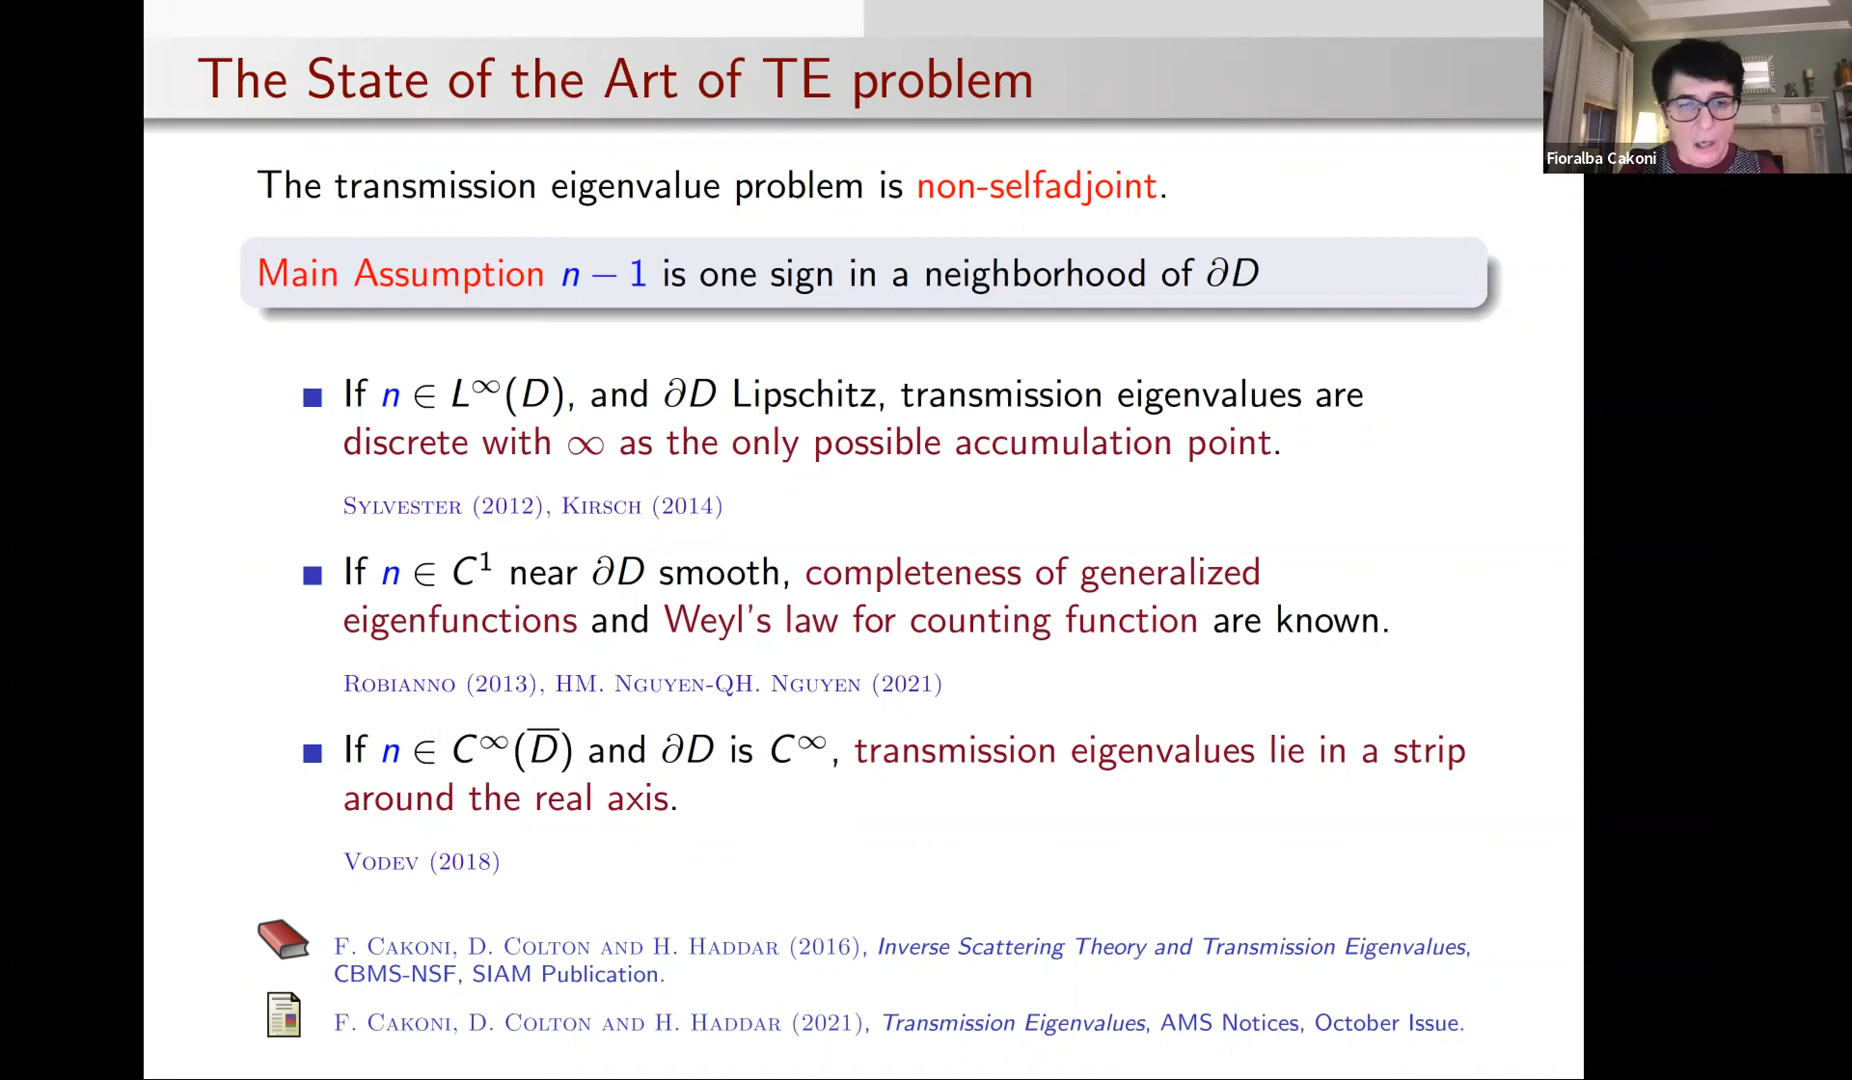 The State of the Art of TE problem
Fioralba Cakoni
The transmission eigenvalue problem is non-selfadjoint.
Main Assumption n − 1 is one sign in a neighborhood of ∂D
If n ∈ L^∞(D), and ∂D Lipschitz, transmission eigenvalues are
discrete with ∞ as the only possible accumulation point.
Sylvester (2012), Kirsch (2014)
If n ∈ C¹ near ∂D smooth, completeness of generalized
eigenfunctions and Weyl's law for counting function are known.
Robianno (2013), HM. Nguyen-QH. Nguyen (2021)
If n ∈ C^∞(D̅) and ∂D is C^∞, transmission eigenvalues lie in a strip
around the real axis.
Vodev (2018)
F. Cakoni, D. Colton and H. Haddar (2016), Inverse Scattering Theory and Transmission Eigenvalues,
CBMS-NSF, SIAM Publication.
F. Cakoni, D. Colton and H. Haddar (2021), Transmission Eigenvalues, AMS Notices, October Issue.